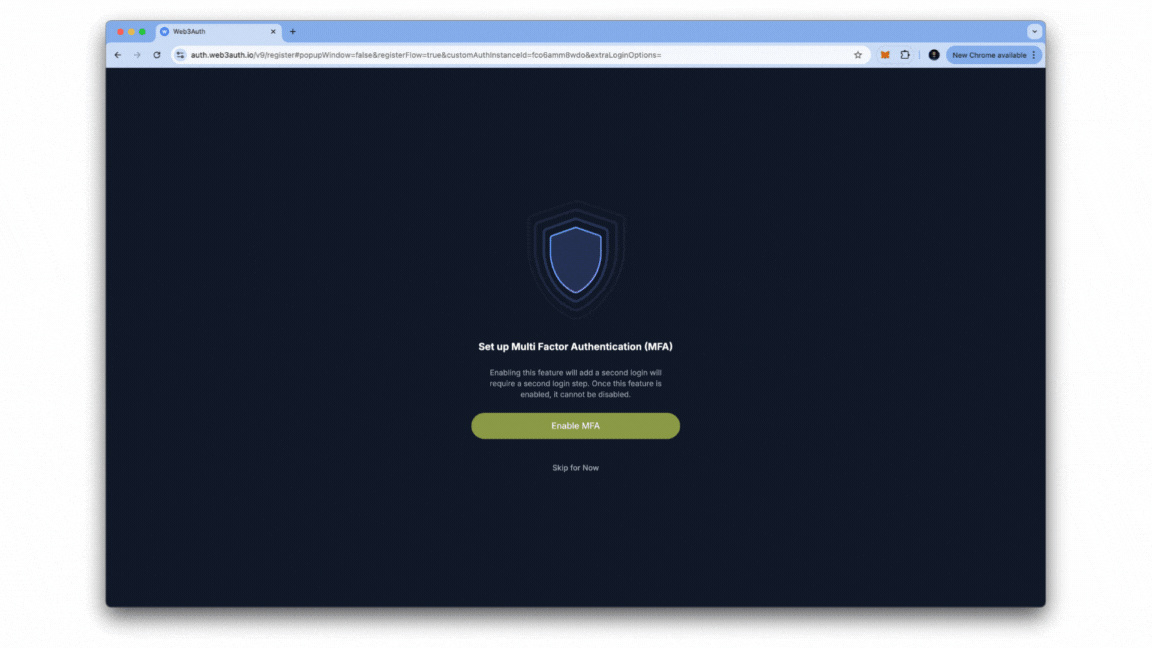 Web3Auth
auth.web3auth.io/v9/register#popupWindow=false&registerFlow=true&customAuthInstanceId=fco6amm8wdo&extraLoginOptions=
New Chrome available
Set up Multi Factor Authentication (MFA)
Enabling this feature will add a second login will
require a second login step. Once this feature is
enabled, it cannot be disabled.
Enable MFA
Skip for Now